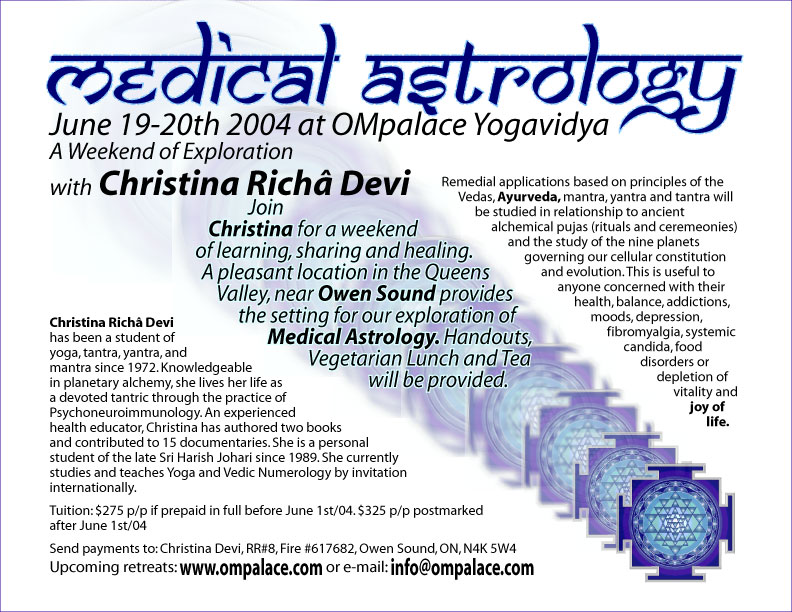 medical astrology
June 19-20th 2004 at OMpalace Yogavidya
A Weekend of Exploration
with Christina Richâ Devi
Join
Christina for a weekend
of learning, sharing and healing.
A pleasant location in the Queens
Valley, near Owen Sound provides
the setting for our exploration of
Medical Astrology. Handouts,
Vegetarian Lunch and Tea
will be provided.
Remedial applications based on principles of the
Vedas, Ayurveda, mantra, yantra and tantra will
be studied in relationship to ancient
alchemical pujas (rituals and ceremeonies)
and the study of the nine planets
governing our cellular constitution
and evolution. This is useful to
anyone concerned with their
health, balance, addictions,
moods, depression,
fibromyalgia, systemic
candida, food
disorders or
depletion of
vitality and
joy of
life.
Christina Richâ Devi
has been a student of
yoga, tantra, yantra, and
mantra since 1972. Knowledgeable
in planetary alchemy, she lives her life as
a devoted tantric through the practice of
Psychoneuroimmunology. An experienced
health educator, Christina has authored two books
and contributed to 15 documentaries. She is a personal
student of the late Sri Harish Johari since 1989. She currently
studies and teaches Yoga and Vedic Numerology by invitation
internationally.
Tuition: $275 p/p if prepaid in full before June 1st/04. $325 p/p postmarked
after June 1st/04
Send payments to: Christina Devi, RR#8, Fire #617682, Owen Sound, ON, N4K 5W4
Upcoming retreats: www.ompalace.com or e-mail: info@ompalace.com